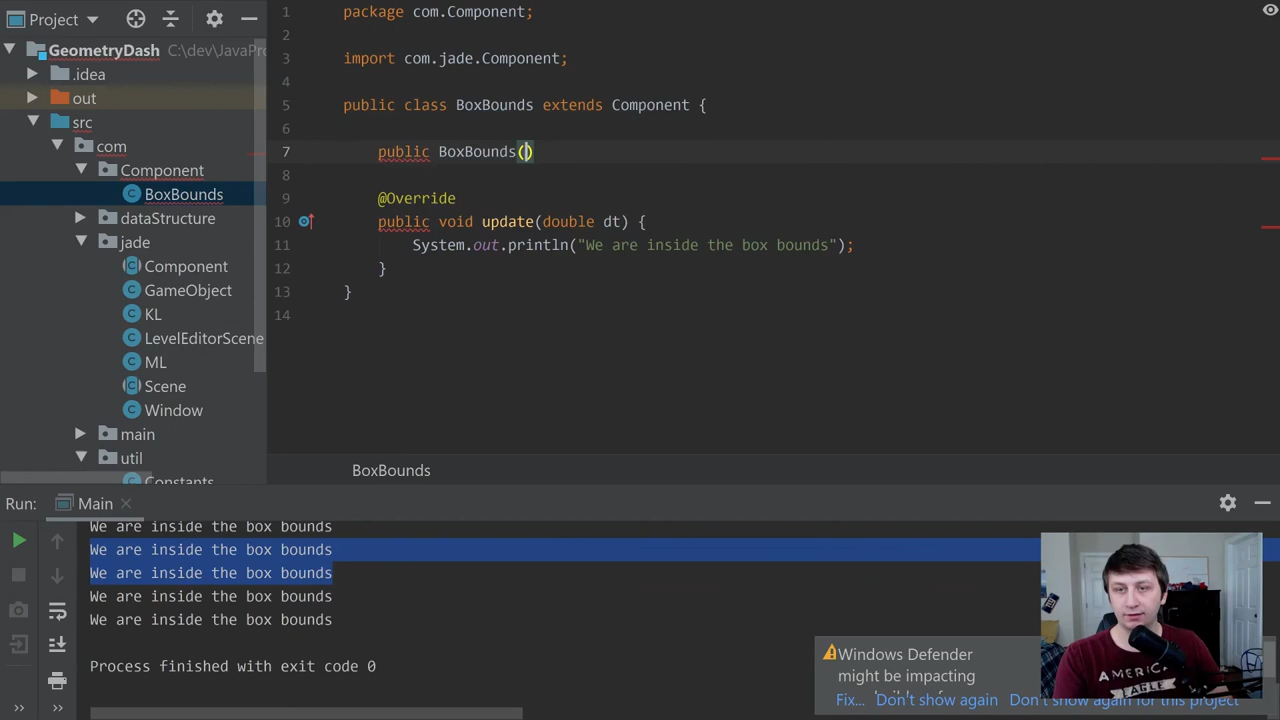 Project
GeometryDash C:\dev\JavaPro
.idea
out
src
com
Component
BoxBounds
dataStructure
jade
Component
GameObject
KL
LevelEditorScene
ML
Scene
Window
main
util
Constants
1 package com.Component;
2
3 import com.jade.Component;
4
5 public class BoxBounds extends Component {
6
7 public BoxBounds()
8
9 @Override
10 public void update(double dt) {
11 System.out.println("We are inside the box bounds");
12 }
13 }
14
BoxBounds
Run: Main
We are inside the box bounds
We are inside the box bounds
We are inside the box bounds
We are inside the box bounds
We are inside the box bounds
Process finished with exit code 0
Windows Defender
might be impacting
Fix... Don't show again Don't show again for this project
AMERICA
EAGLE